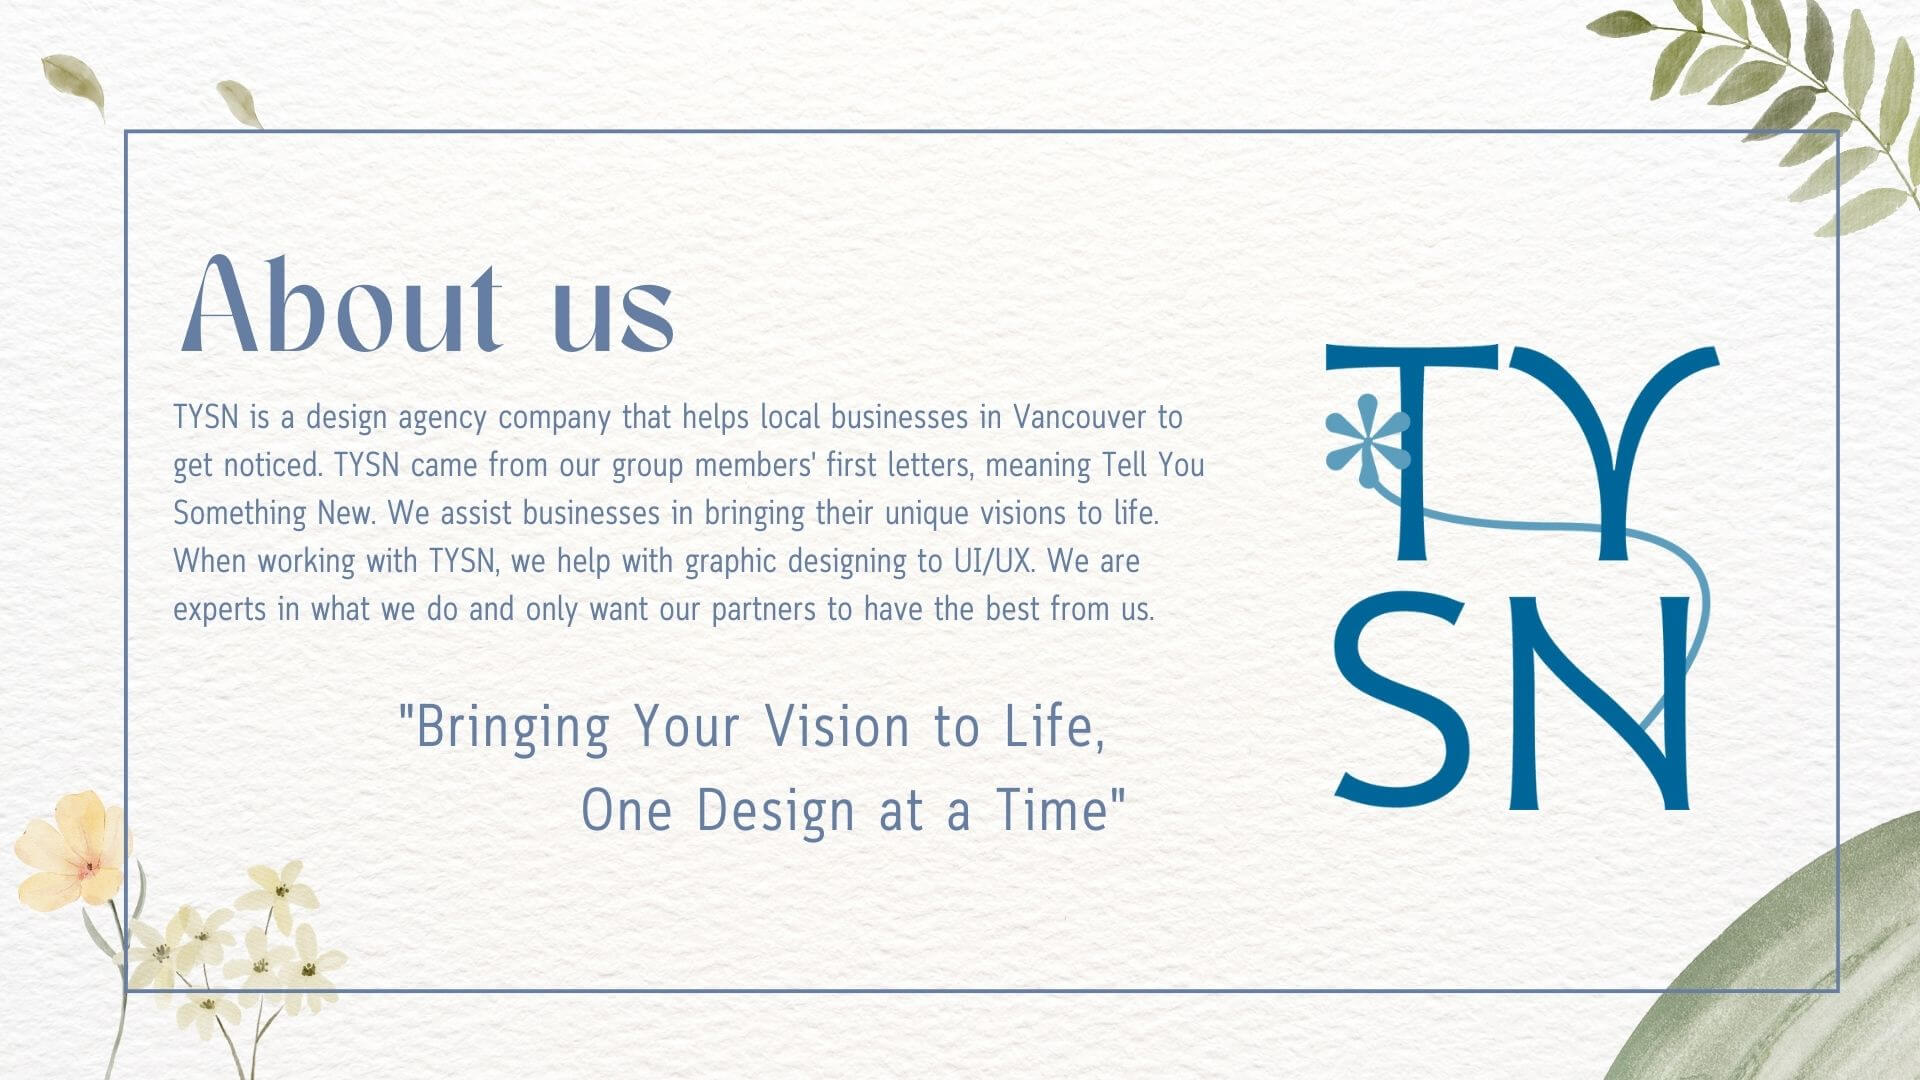 About us
TYSN is a design agency company that helps local businesses in Vancouver to
get noticed. TYSN came from our group members' first letters, meaning Tell You
Something New. We assist businesses in bringing their unique visions to life.
When working with TYSN, we help with graphic designing to UI/UX. We are
experts in what we do and only want our partners to have the best from us.
"Bringing Your Vision to Life,
One Design at a Time"
TY
SN